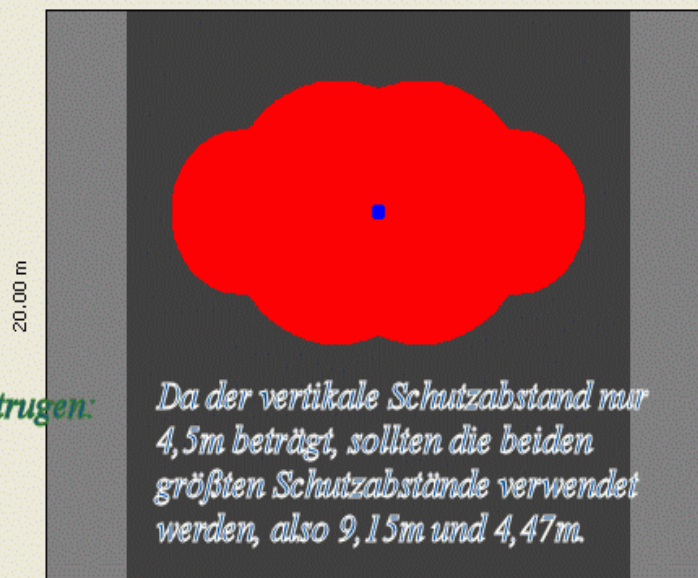 20.00 m
trugen:
Da der vertikale Schutzabstand nur
4,5m beträgt, sollten die beiden
größten Schutzabstände verwendet
werden, also 9,15m und 4,47m.